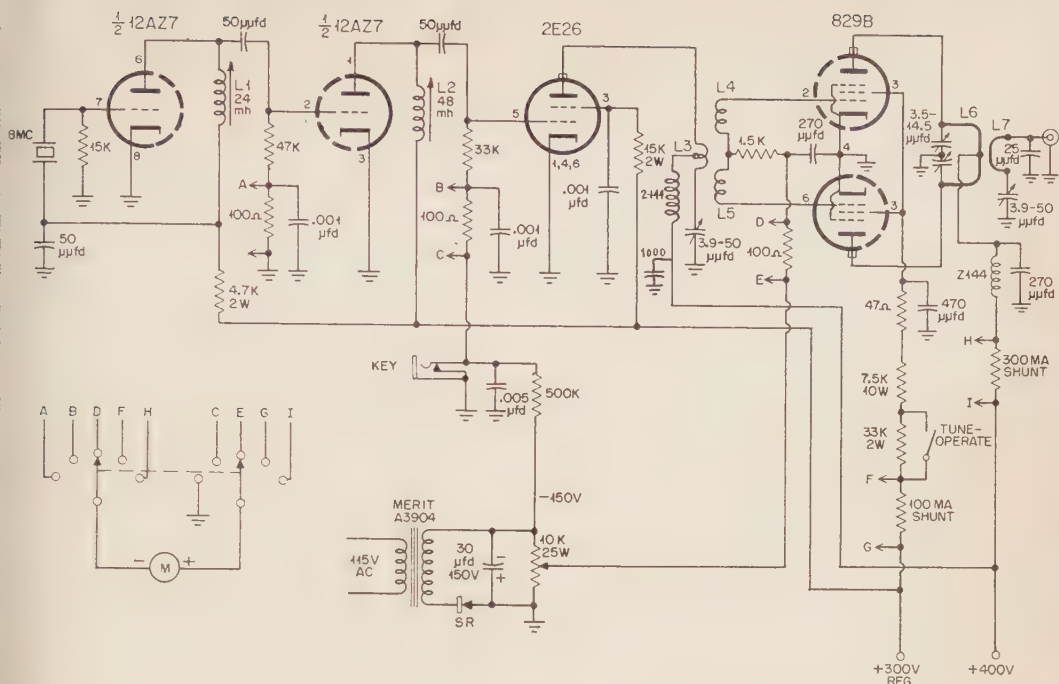 ½ 12AZ7
50μμfd
½ 12AZ7
50μμfd
2E26
829B
6
7
8
8MC
15K
L1
24
mh
47K
A
100Ω
.001
μfd
50
μμfd
4.7K
2W
1
2
3
L2
48
mh
33K
B
100Ω
.001
μfd
C
5
3
1,4,6
.001
μfd
15K
2W
L3
Z-144
1000
3.9-50
μμfd
L4
L5
1.5K
270
μμfd
D
100Ω
E
2
3
4
6
3
3.5-
14.5
μμfd
L6
L7
25
μμfd
3.9-50
μμfd
Z144
270
μμfd
47Ω
470
μμfd
H
300MA
SHUNT
I
7.5K
10W
33K
2W
TUNE-
OPERATE
F
100MA
SHUNT
G
KEY
.005
μfd
500K
-150V
A B D F H C E G I
- M +
MERIT
A3904
115V
AC
30
μfd
150V
-
+
10K
25W
SR
+300V
REG
+400V